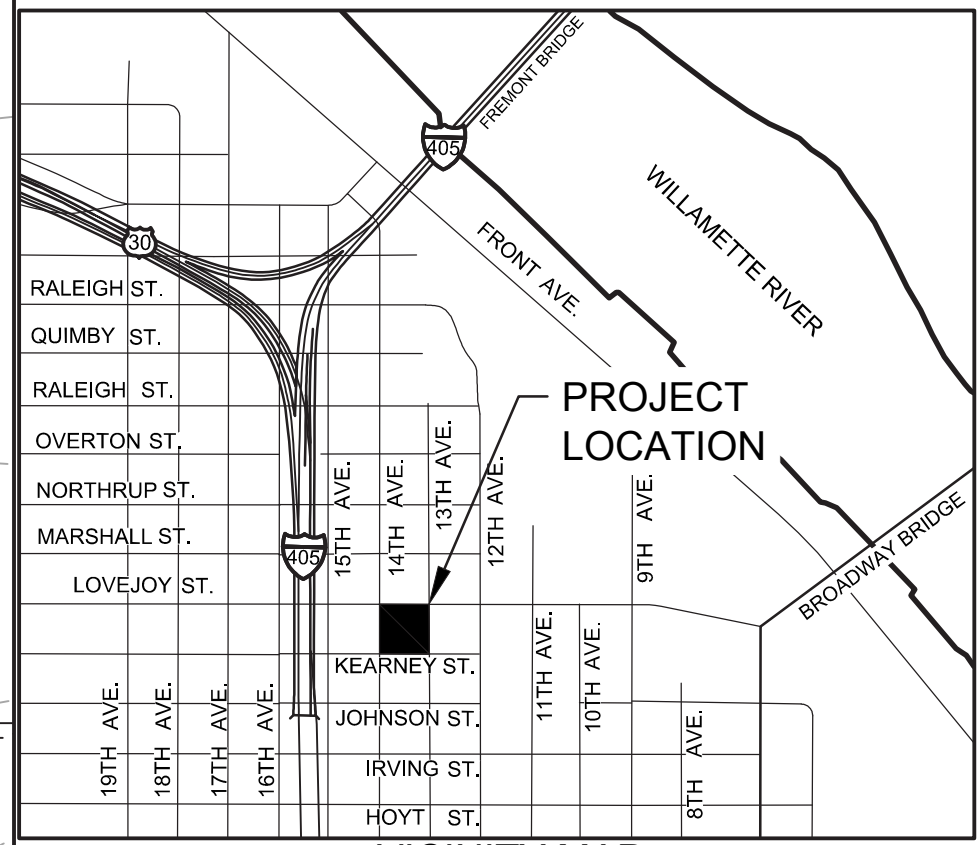 FREMONT BRIDGE
405
WILLAMETTE RIVER
30
FRONT AVE.
RALEIGH ST.
QUIMBY ST.
RALEIGH ST.
PROJECT
LOCATION
OVERTON ST.
NORTHRUP ST.
MARSHALL ST.
LOVEJOY ST.
405
15TH AVE.
14TH AVE.
13TH AVE.
12TH AVE.
9TH AVE.
BROADWAY BRIDGE
KEARNEY ST.
JOHNSON ST.
IRVING ST.
HOYT ST.
19TH AVE.
18TH AVE.
17TH AVE.
16TH AVE.
11TH AVE.
10TH AVE.
8TH AVE.